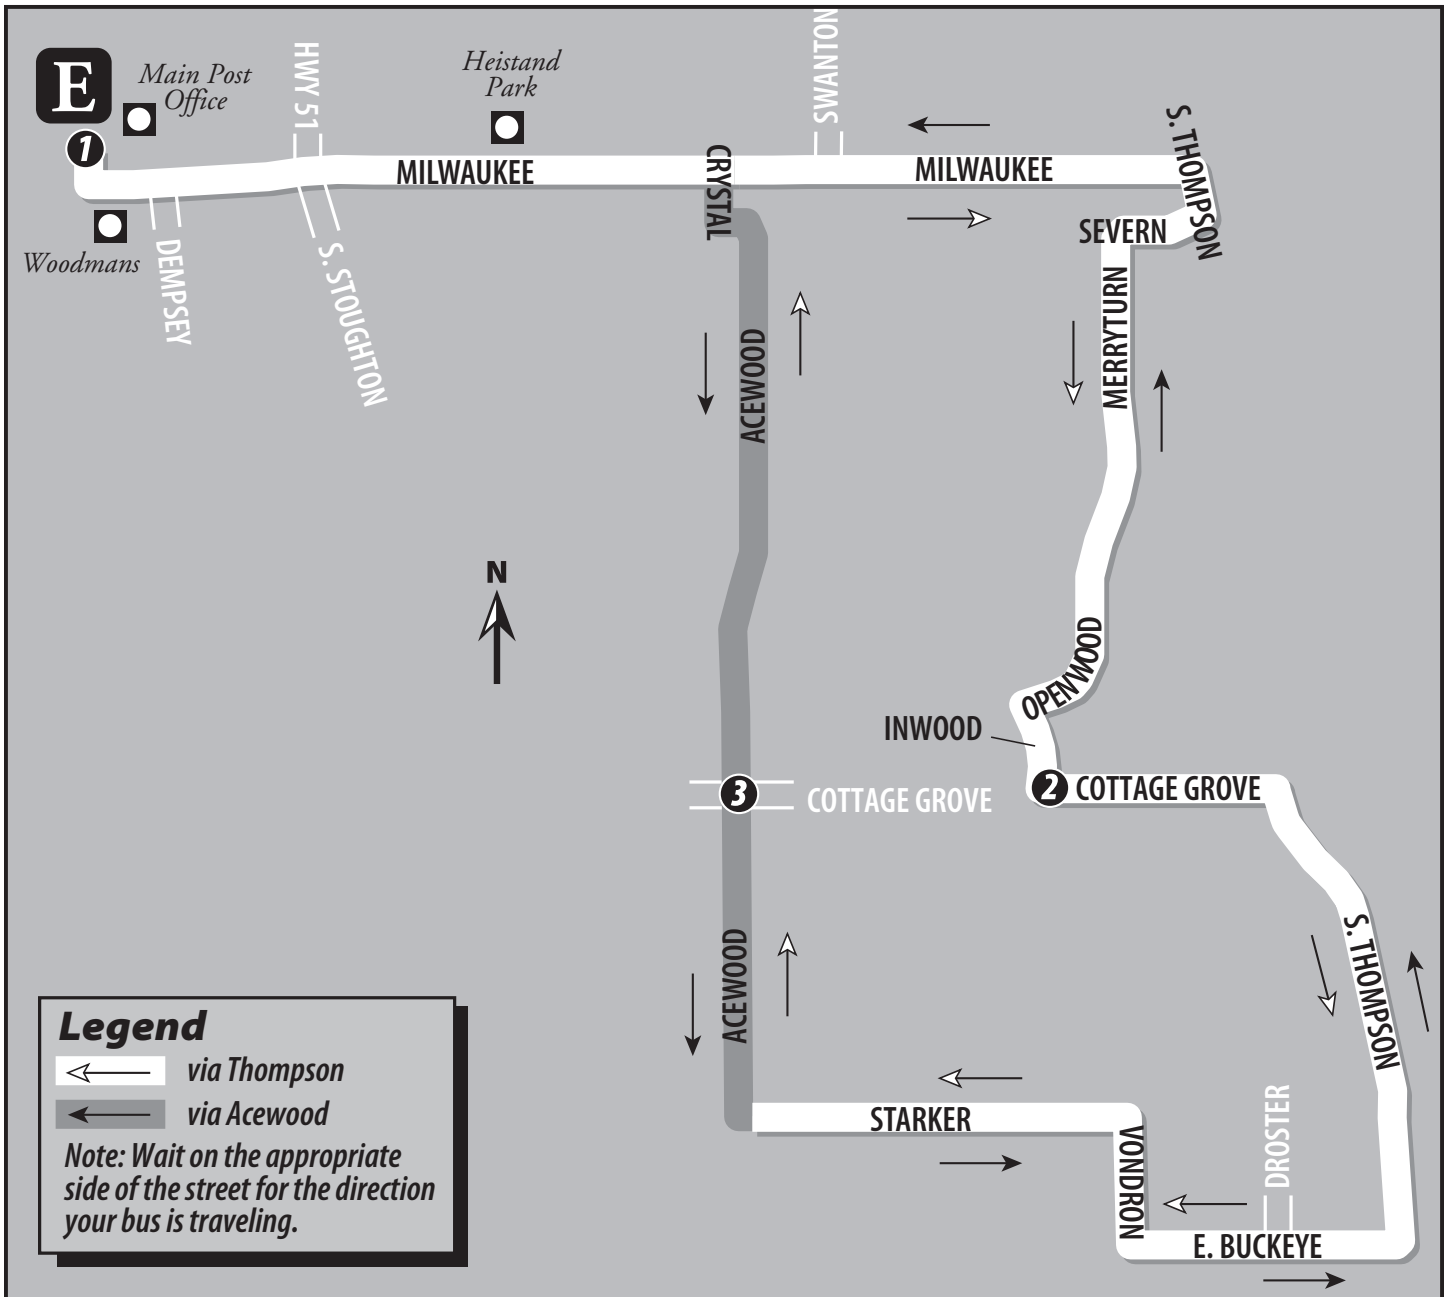 E
Main Post
Office
HWY 51
Heistand
Park
SWANTON
S. THOMPSON
1
MILWAUKEE
CRYSTAL
MILWAUKEE
SEVERN
Woodmans
DEMPSEY
S. STOUGHTON
ACEWOOD
MERRYTURN
N
OPENWOOD
INWOOD
3
COTTAGE GROVE
2
COTTAGE GROVE
ACEWOOD
S. THOMPSON
STARKER
VONDRON
DROSTER
E. BUCKEYE
Legend
via Thompson
via Acewood
Note: Wait on the appropriate
side of the street for the direction
your bus is traveling.